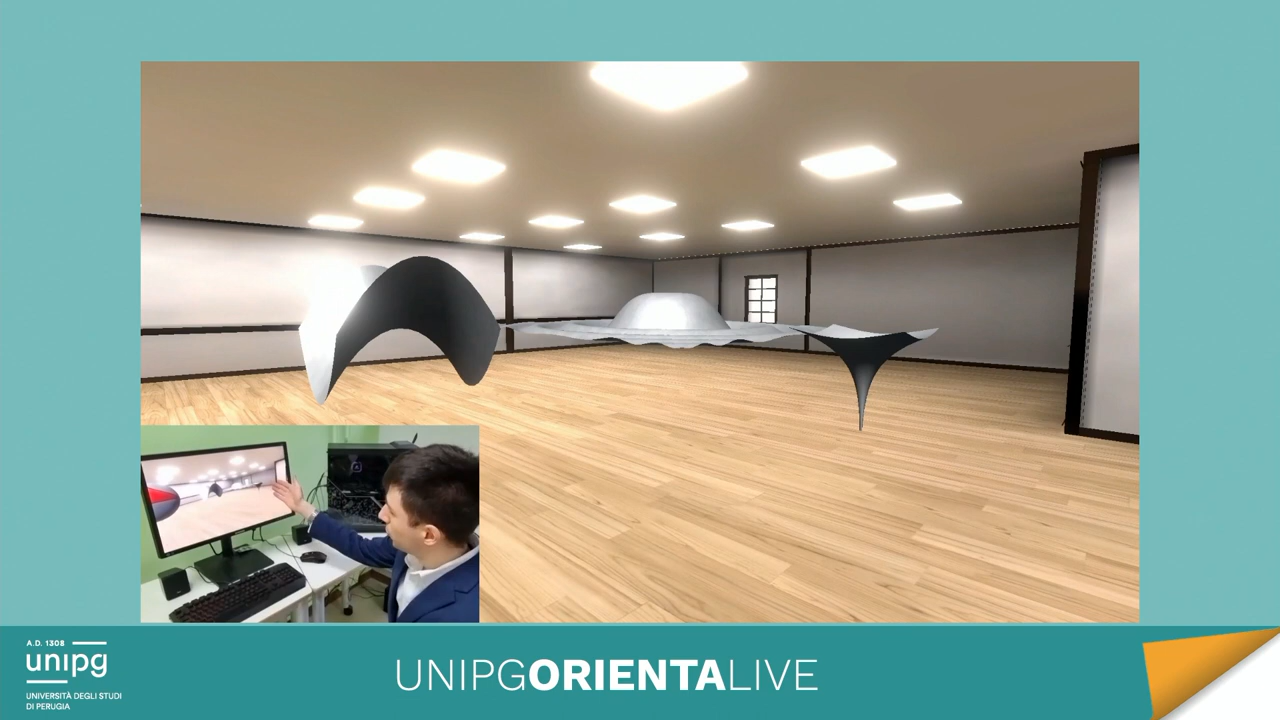 A.D. 1308
unipg
UNIVERSITÀ DEGLI STUDI
DI PERUGIA
UNIPGORIENTALIVE